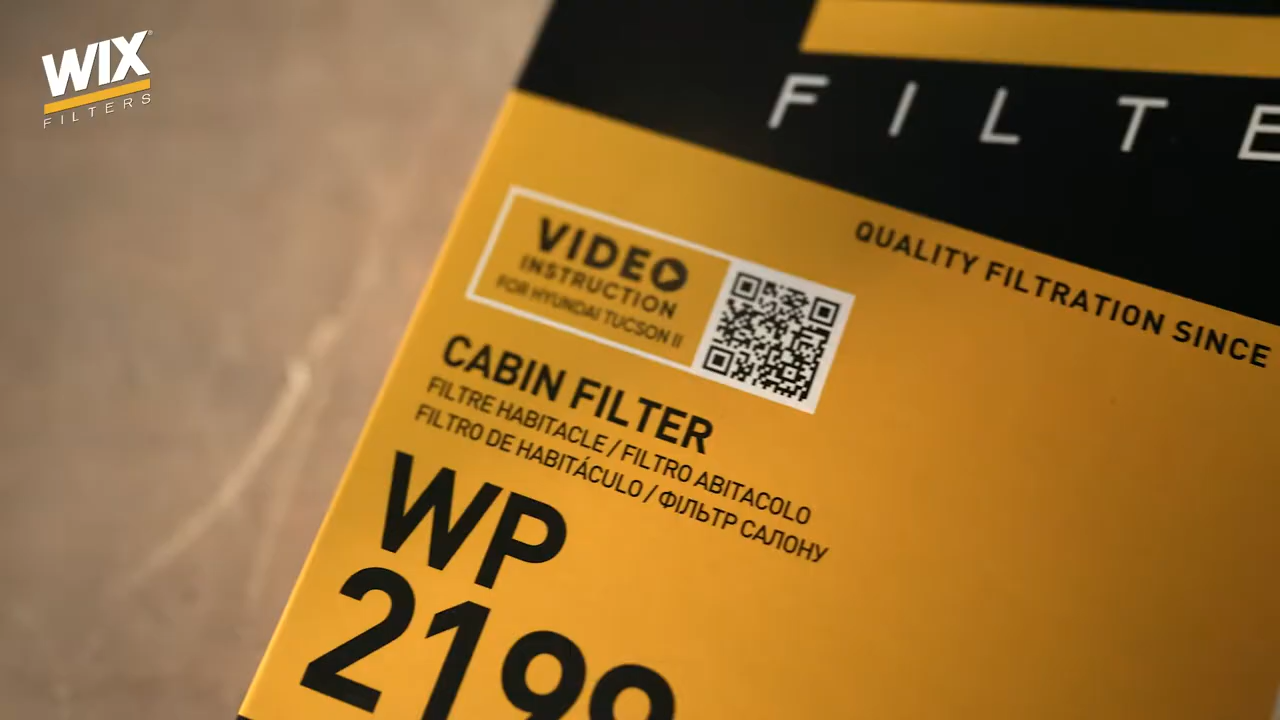 WIX
FILTERS
FILTE
QUALITY FILTRATION SINCE
VIDEO
INSTRUCTION
FOR HYUNDAI TUCSON II
CABIN FILTER
FILTRE HABITACLE / FILTRO ABITACOLO
FILTRO DE HABITÁCULO / ФІЛЬТР САЛОНУ
WP
2199